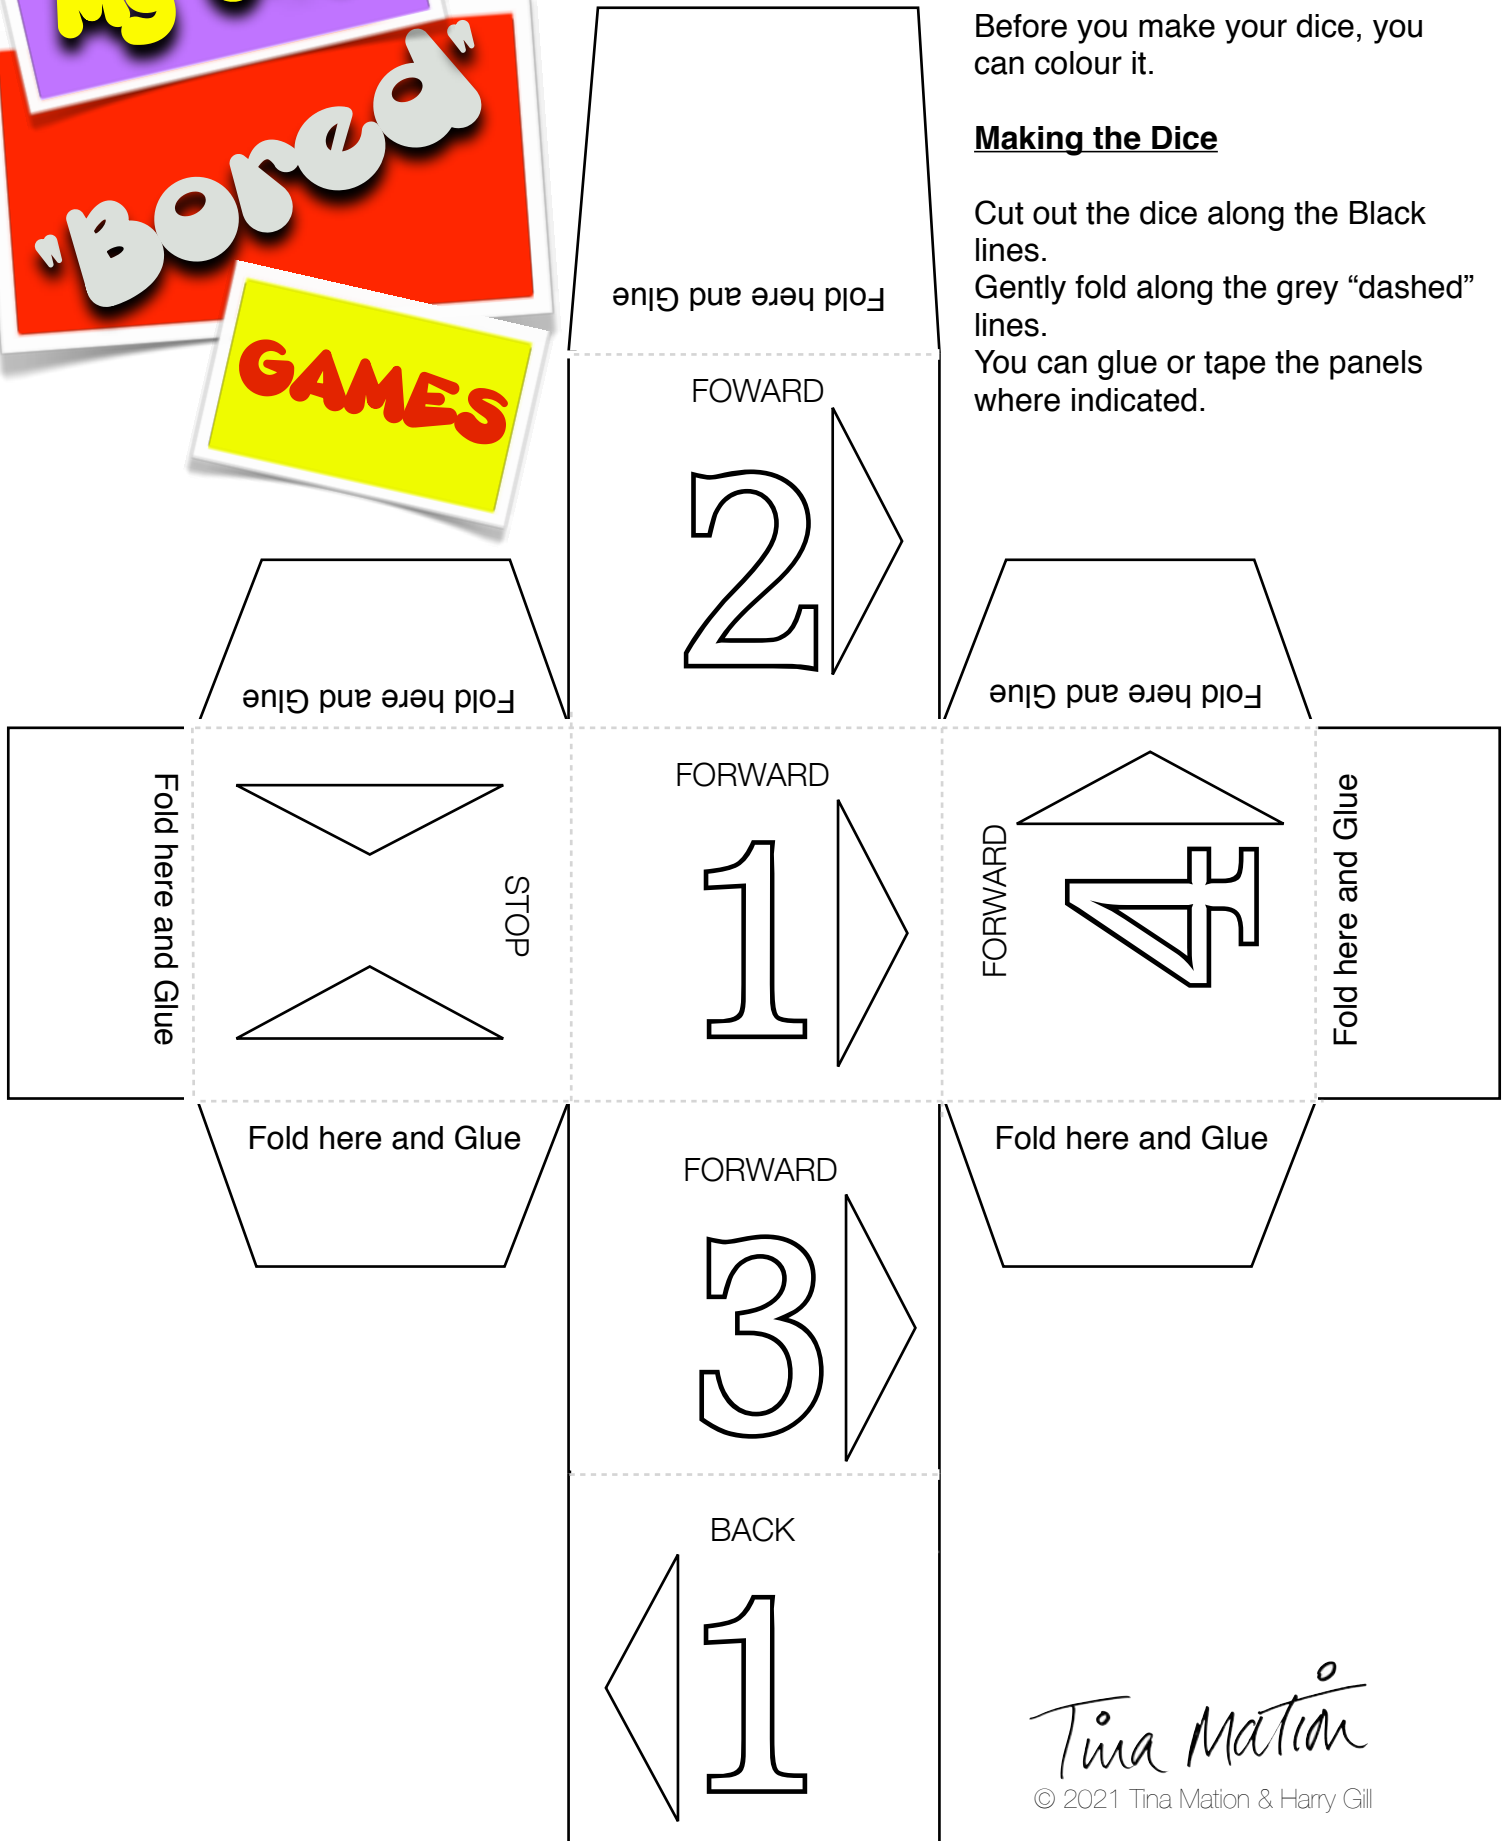 My
"Bored"
GAMES
Before you make your dice, you
can colour it.
Making the Dice
Cut out the dice along the Black
lines.
Gently fold along the grey “dashed”
lines.
You can glue or tape the panels
where indicated.
Fold here and Glue
FOWARD
2
Fold here and Glue
Fold here and Glue
Fold here and Glue
STOP
FORWARD
1
FORWARD
4
Fold here and Glue
Fold here and Glue
Fold here and Glue
FORWARD
3
BACK
1
Tina Mation
© 2021 Tina Mation & Harry Gill